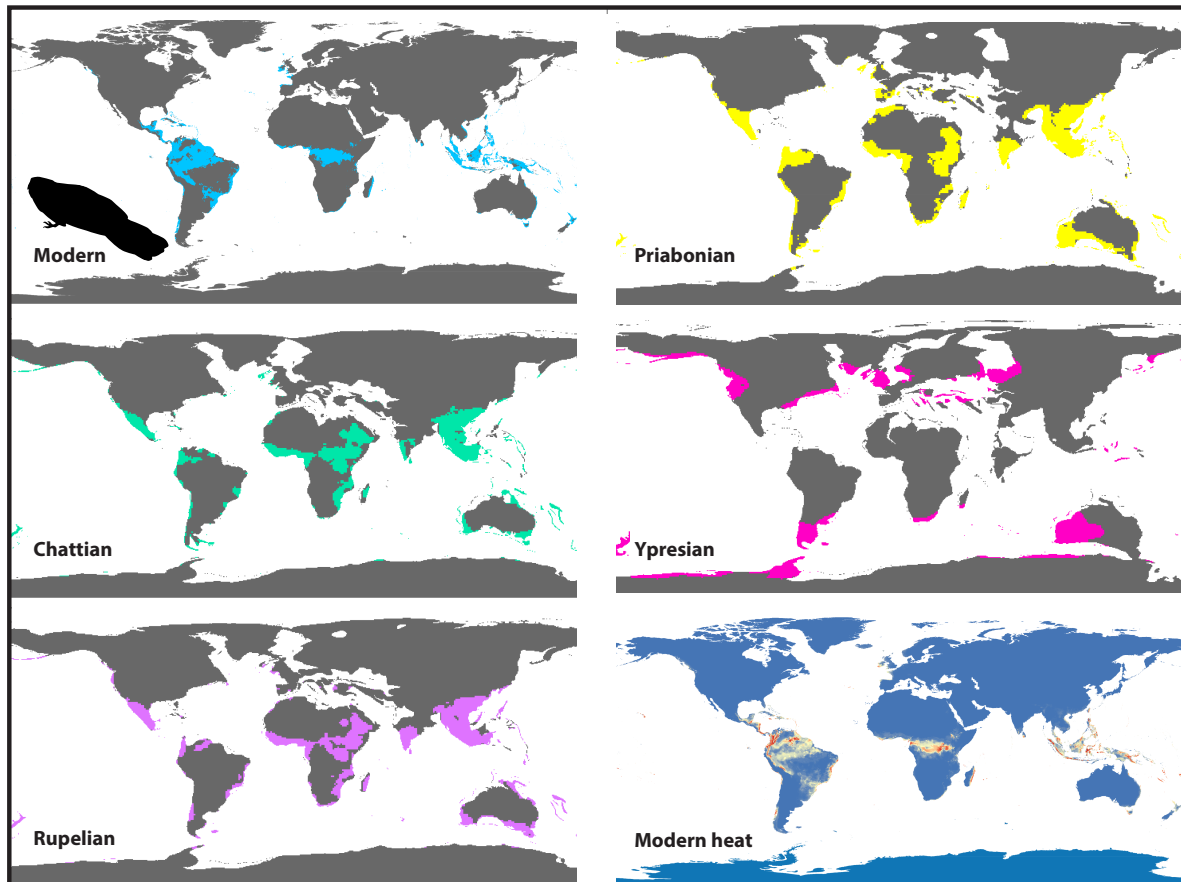 Modern
Priabonian
Chattian
Ypresian
Rupelian
Modern heat